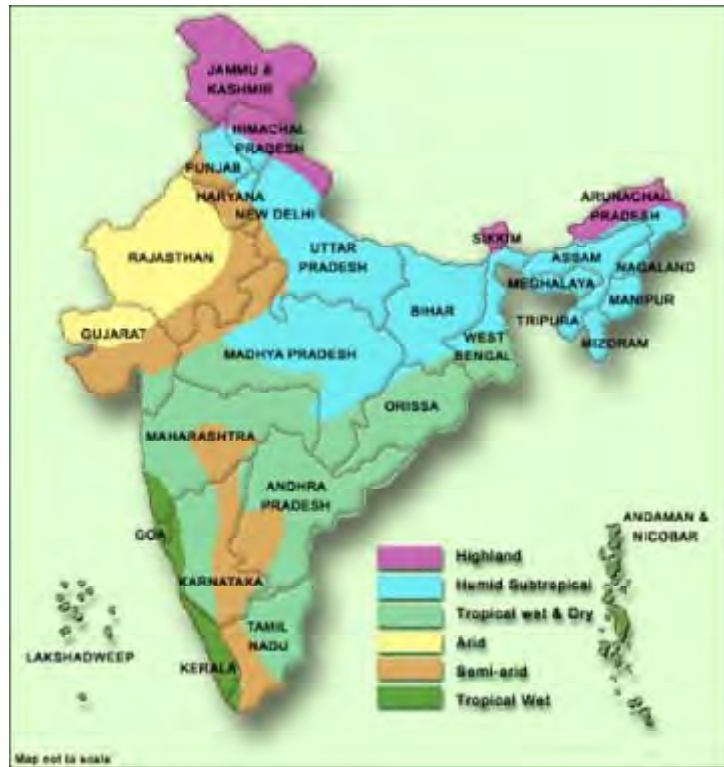 JAMMU &
KASHMIR
HIMACHAL
PRADESH
PUNJAB
HARYANA
NEW DELHI
ARUNACHAL
PRADESH
SIKKIM
UTTAR
PRADESH
RAJASTHAN
ASSAM
NAGALAND
MEGHALAYA
BIHAR
MANIPUR
TRIPURA
GUJARAT
WEST
BENGAL
MIZORAM
MADHYA PRADESH
ORISSA
MAHARASHTRA
ANDHRA
PRADESH
ANDAMAN &
NICOBAR
GOA
Highland
KARNATAKA
Humid Subtropical
Tropical wet & Dry
TAMIL
NADU
LAKSHADWEEP
KERALA
Arid
Semi-arid
Tropical Wet
Map not to scale